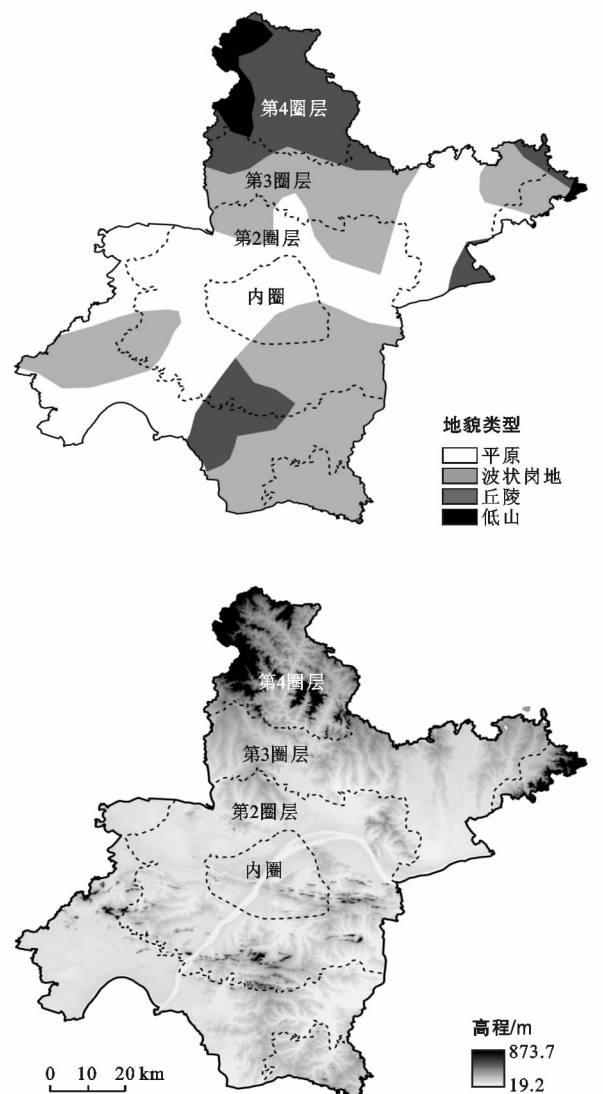 第4圈层
第3圈层
第2圈层
内圈
地貌类型
平原
波状岗地
丘陵
低山
第4圈层
第3圈层
第2圈层
内圈
高程/m
873.7
19.2
0 10 20 km